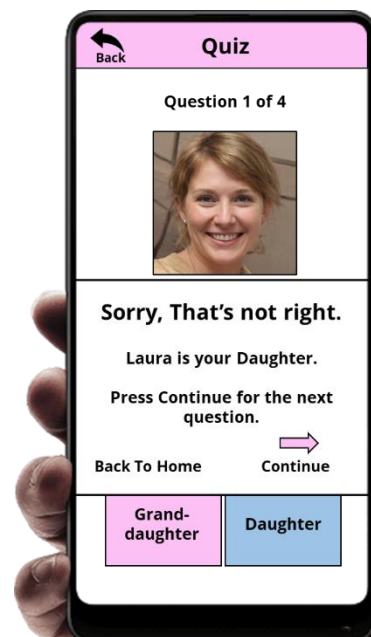 Quiz
Back
Question 1 of 4
Sorry, That's not right.
Laura is your Daughter.
Press Continue for the next
question.
Back To Home
Continue
Grand-
daughter
Daughter